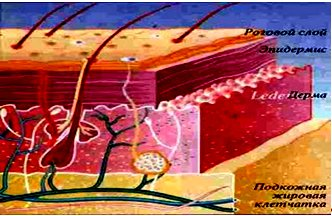 Роговой слой
Эпидермис
Lede Дерма
Подкожная
жировая
клетчатка